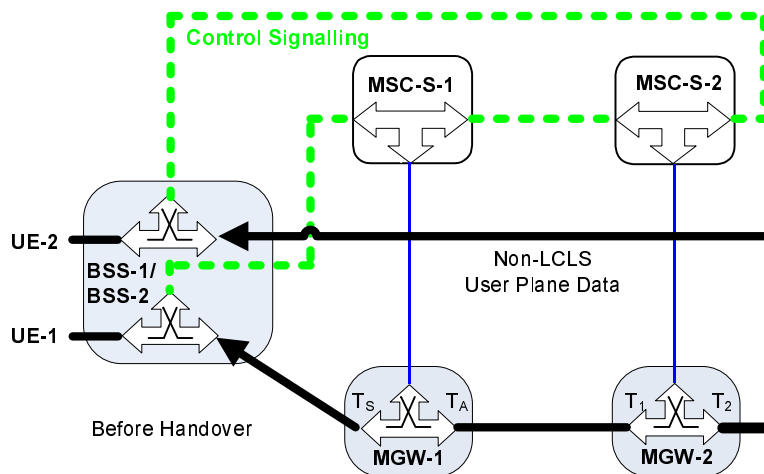 Control Signalling
MSC-S-1
MSC-S-2
UE-2
BSS-1/
BSS-2
Non-LCLS
User Plane Data
UE-1
TS
TA
T1
T2
Before Handover
MGW-1
MGW-2